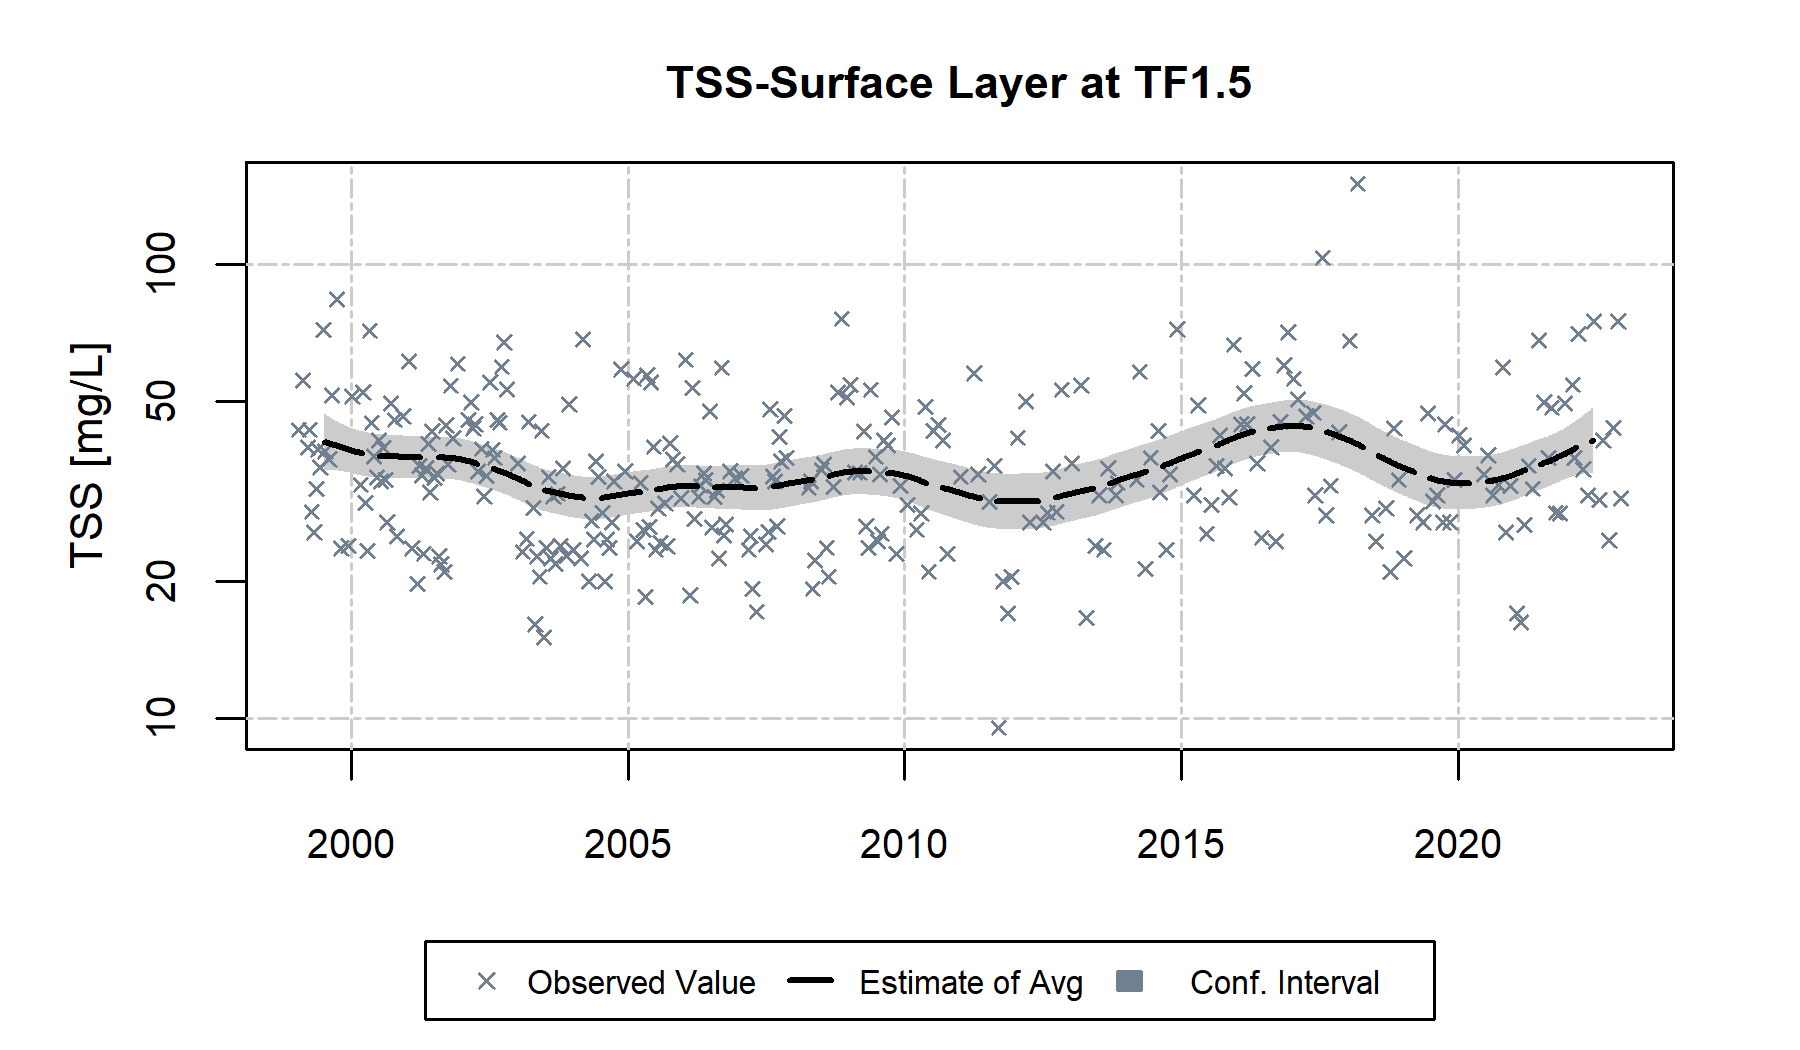 TSS-Surface Layer at TF1.5
TSS [mg/L]
100
50
20
10
2000 2005 2010 2015 2020
Observed Value Estimate of Avg Conf. Interval